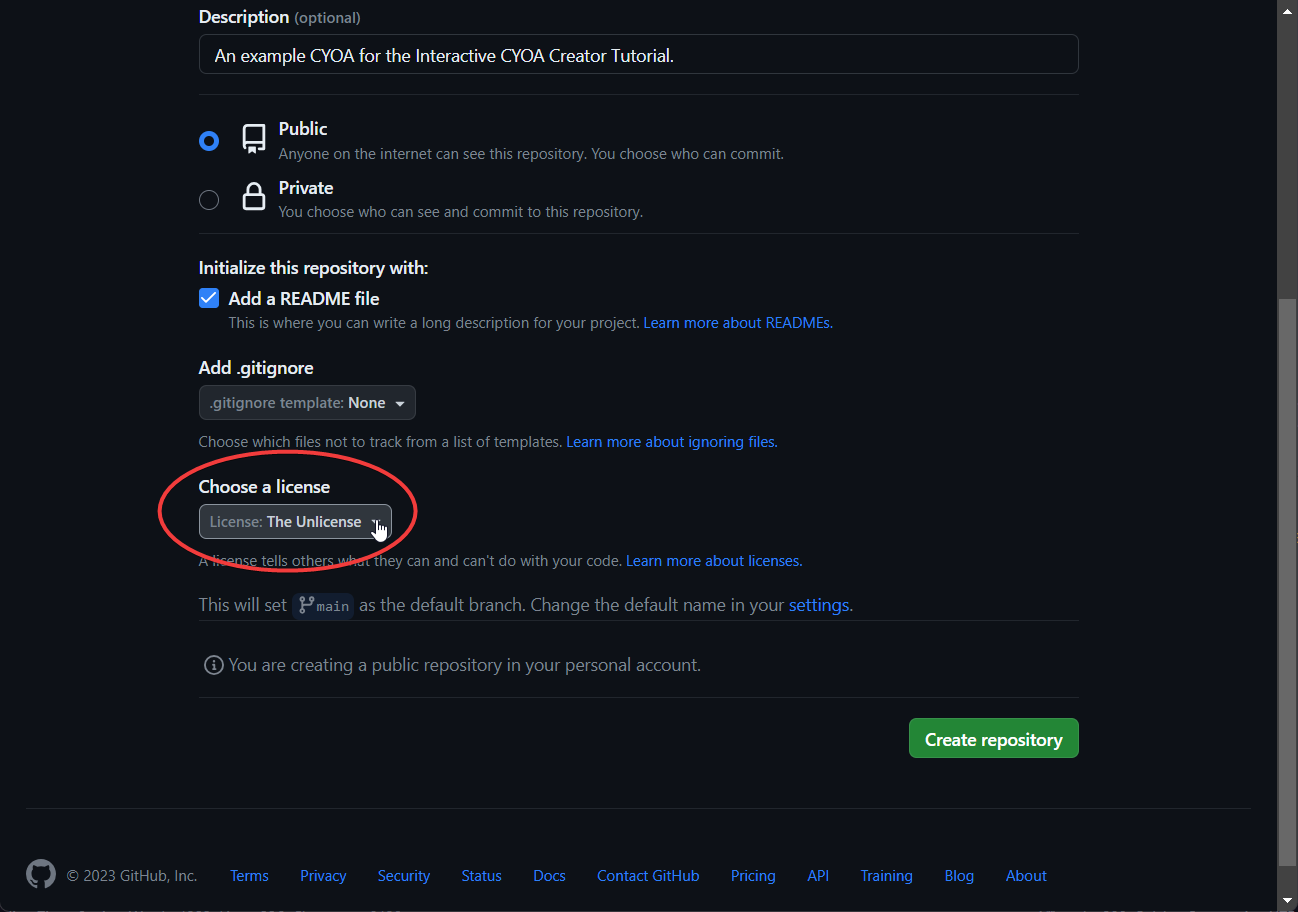 Description (optional)
An example CYOA for the Interactive CYOA Creator Tutorial.
Public
Anyone on the internet can see this repository. You choose who can commit.
Private
You choose who can see and commit to this repository.
Initialize this repository with:
Add a README file
This is where you can write a long description for your project. Learn more about READMEs.
Add .gitignore
.gitignore template: None
Choose which files not to track from a list of templates. Learn more about ignoring files.
Choose a license
License: The Unlicense
A license tells others what they can and can't do with your code. Learn more about licenses.
This will set main as the default branch. Change the default name in your settings.
You are creating a public repository in your personal account.
Create repository
© 2023 GitHub, Inc. Terms Privacy Security Status Docs Contact GitHub Pricing API Training Blog About